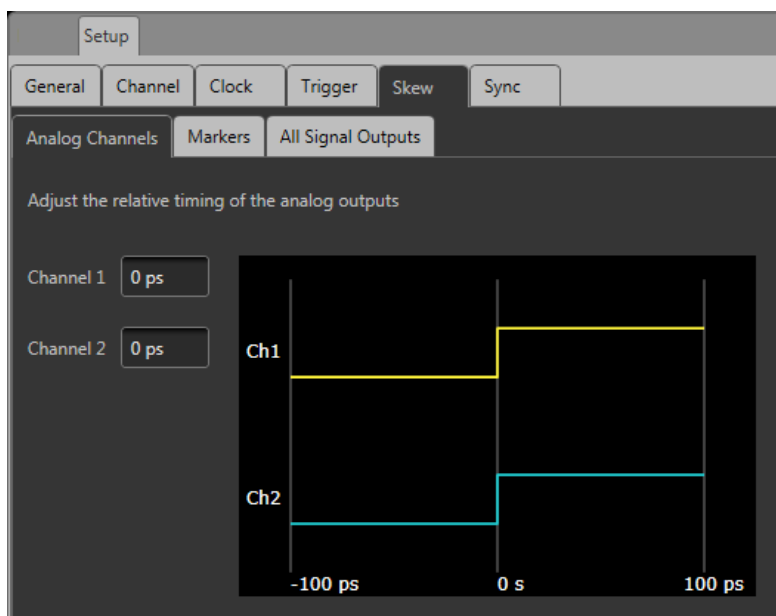 Setup
General Channel Clock Trigger Skew Sync
Analog Channels Markers All Signal Outputs
Adjust the relative timing of the analog outputs
Channel 1 0 ps
Channel 2 0 ps
Ch1
Ch2
-100 ps 0 s 100 ps